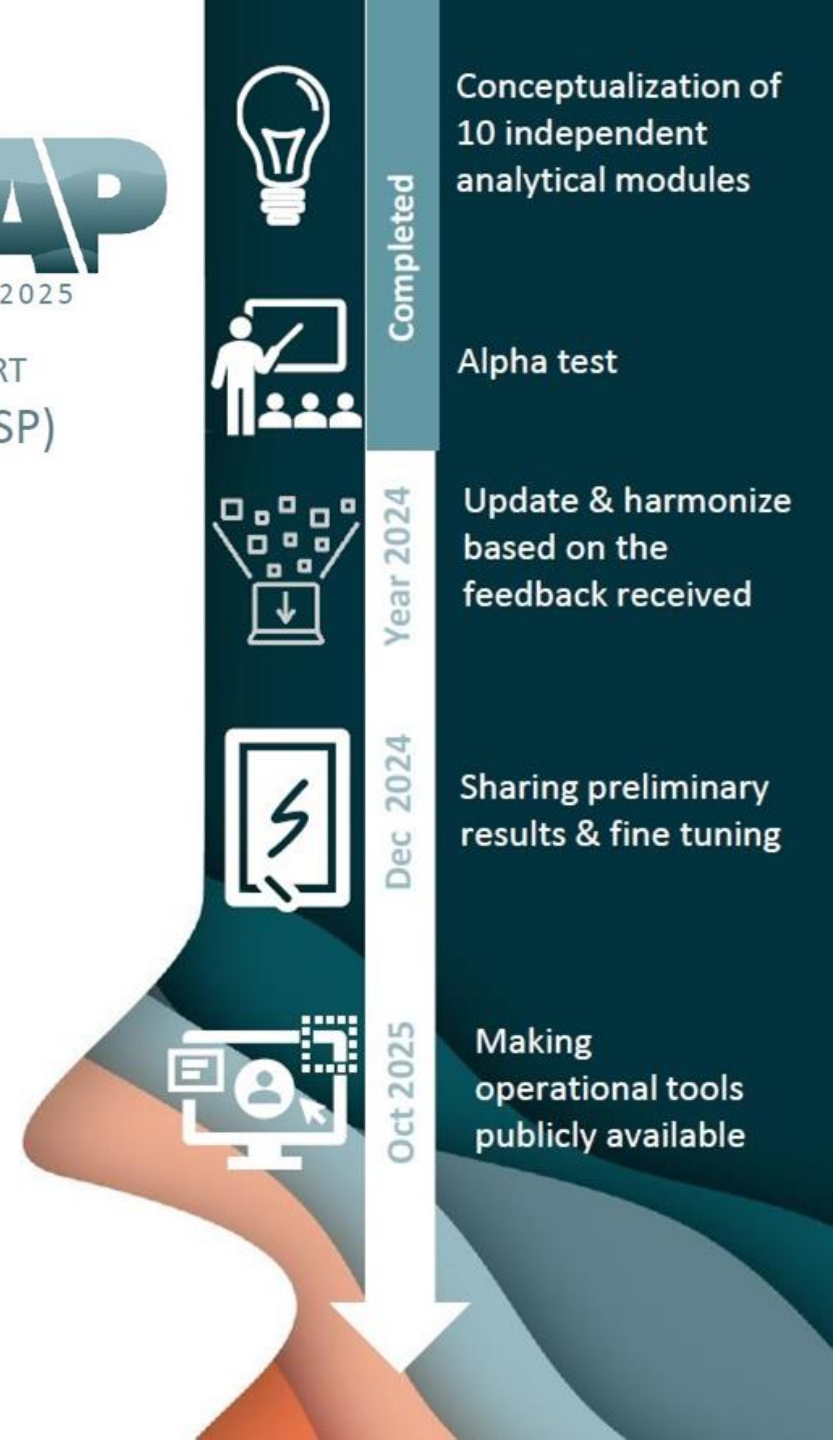 AP
2025
RT
SP)
Completed
Conceptualization of
10 independent
analytical modules
Alpha test
Year 2024
Update & harmonize
based on the
feedback received
Dec 2024
Sharing preliminary
results & fine tuning
Oct 2025
Making
operational tools
publicly available